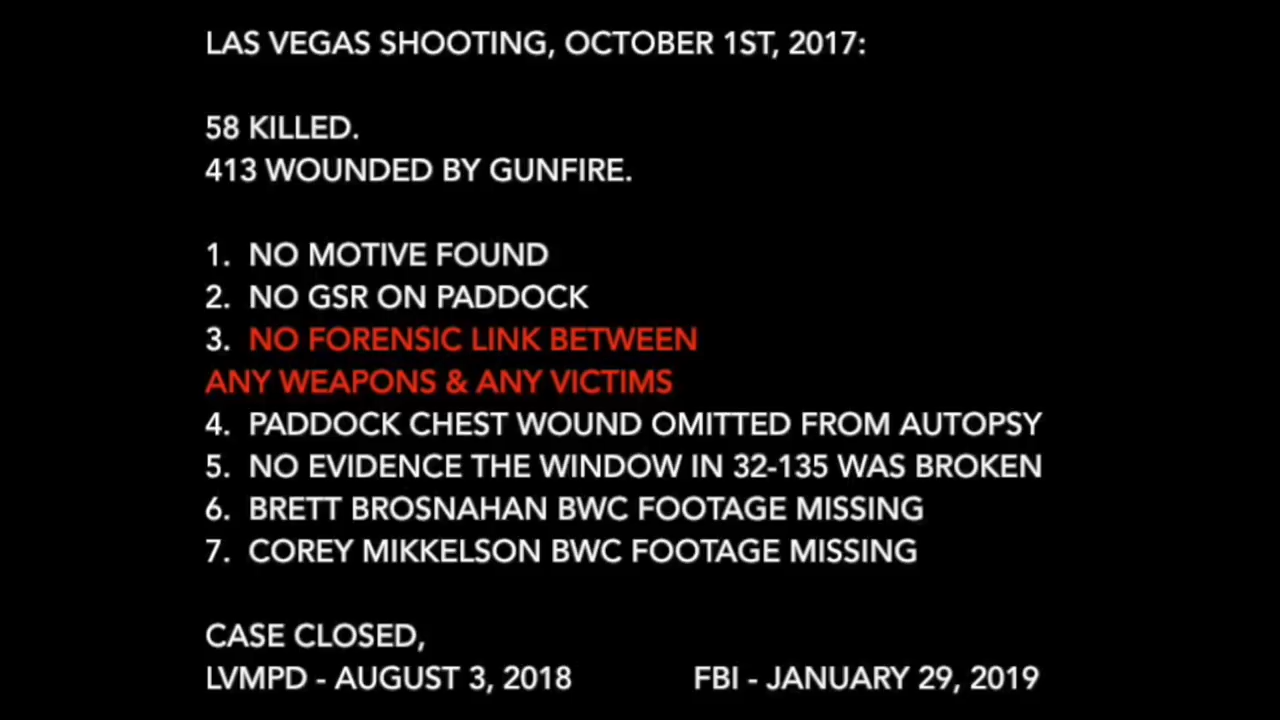 LAS VEGAS SHOOTING, OCTOBER 1ST, 2017:
58 KILLED.
413 WOUNDED BY GUNFIRE.
1. NO MOTIVE FOUND
2. NO GSR ON PADDOCK
3. NO FORENSIC LINK BETWEEN
ANY WEAPONS & ANY VICTIMS
4. PADDOCK CHEST WOUND OMITTED FROM AUTOPSY
5. NO EVIDENCE THE WINDOW IN 32-135 WAS BROKEN
6. BRETT BROSNAHAN BWC FOOTAGE MISSING
7. COREY MIKKELSON BWC FOOTAGE MISSING
CASE CLOSED,
LVMPD - AUGUST 3, 2018 FBI - JANUARY 29, 2019